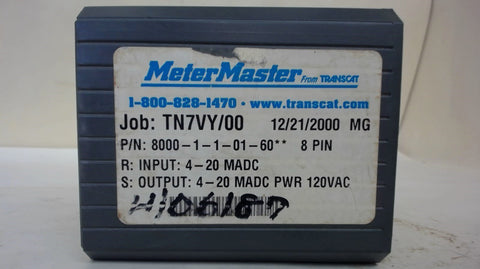 MeterMaster From TRANSCAT
1-800-828-1470 • www.transcat.com
Job: TN7VY/00 12/21/2000 MG
P/N: 8000-1-1-01-60** 8 PIN
R: INPUT: 4-20 MADC
S: OUTPUT: 4-20 MADC PWR 120VAC